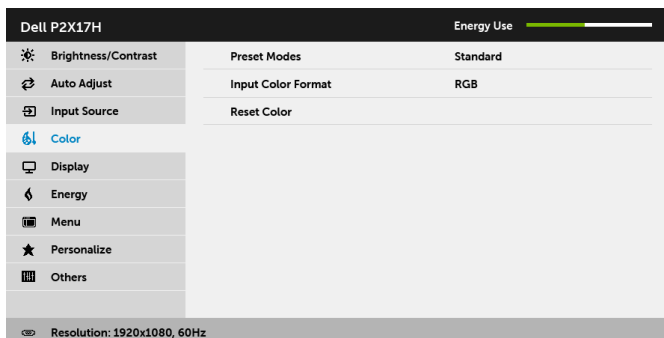 Dell P2X17H Energy Use
Brightness/Contrast Preset Modes Standard
Auto Adjust Input Color Format RGB
Input Source Reset Color
Color
Display
Energy
Menu
Personalize
Others
Resolution: 1920x1080, 60Hz